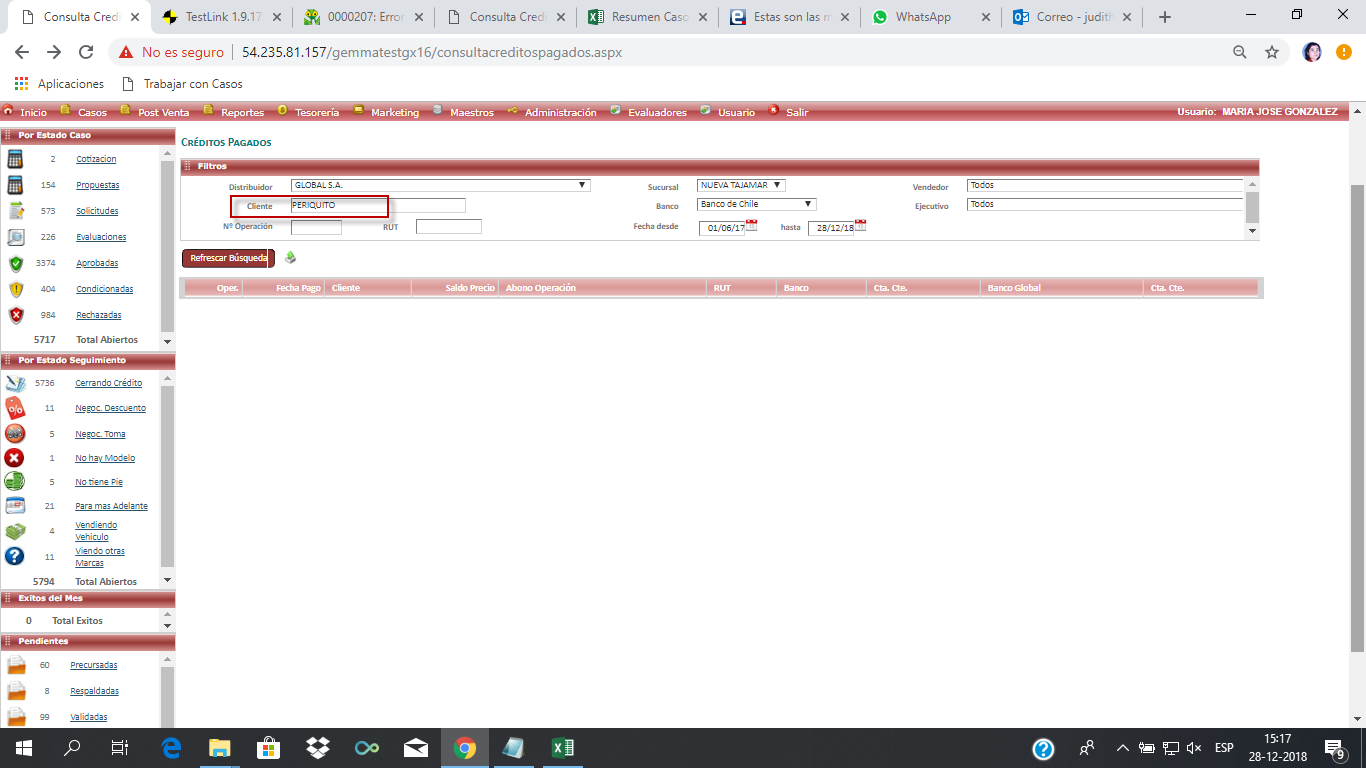 Consulta Credi
TestLink 1.9.17
0000207: Error
Consulta Credi
Resumen Caso
Estas son las m
WhatsApp
Correo - judith
No es seguro
54.235.81.157/gemmatestgx16/consultacreditospagados.aspx
Aplicaciones
Trabajar con Casos
Inicio Casos Post Venta Reportes Tesorería Marketing Maestros Administración Evaluadores Usuario Salir
Usuario: MARIA JOSE GONZALEZ
Por Estado Caso
2 Cotizacion
154 Propuestas
573 Solicitudes
226 Evaluaciones
3374 Aprobadas
404 Condicionadas
984 Rechazadas
5717 Total Abiertos
Por Estado Seguimiento
5736 Cerrando Crédito
11 Negoc. Descuento
5 Negoc. Toma
1 No hay Modelo
5 No tiene Pie
21 Para mas Adelante
4 Vendiendo
Vehiculo
11 Viendo otras
Marcas
5794 Total Abiertos
Exitos del Mes
0 Total Exitos
Pendientes
60 Precursadas
8 Respaldadas
99 Validadas
CRÉDITOS PAGADOS
Filtros
Distribuidor GLOBAL S.A. Sucursal NUEVA TAJAMAR Vendedor Todos
Cliente PERIQUITO Banco Banco de Chile Ejecutivo Todos
Nº Operación RUT Fecha desde 01/06/17 hasta 28/12/18
Refrescar Búsqueda
Oper. Fecha Pago Cliente Saldo Precio Abono Operación RUT Banco Cta. Cte. Banco Global Cta. Cte.
ESP
15:17
28-12-2018
9